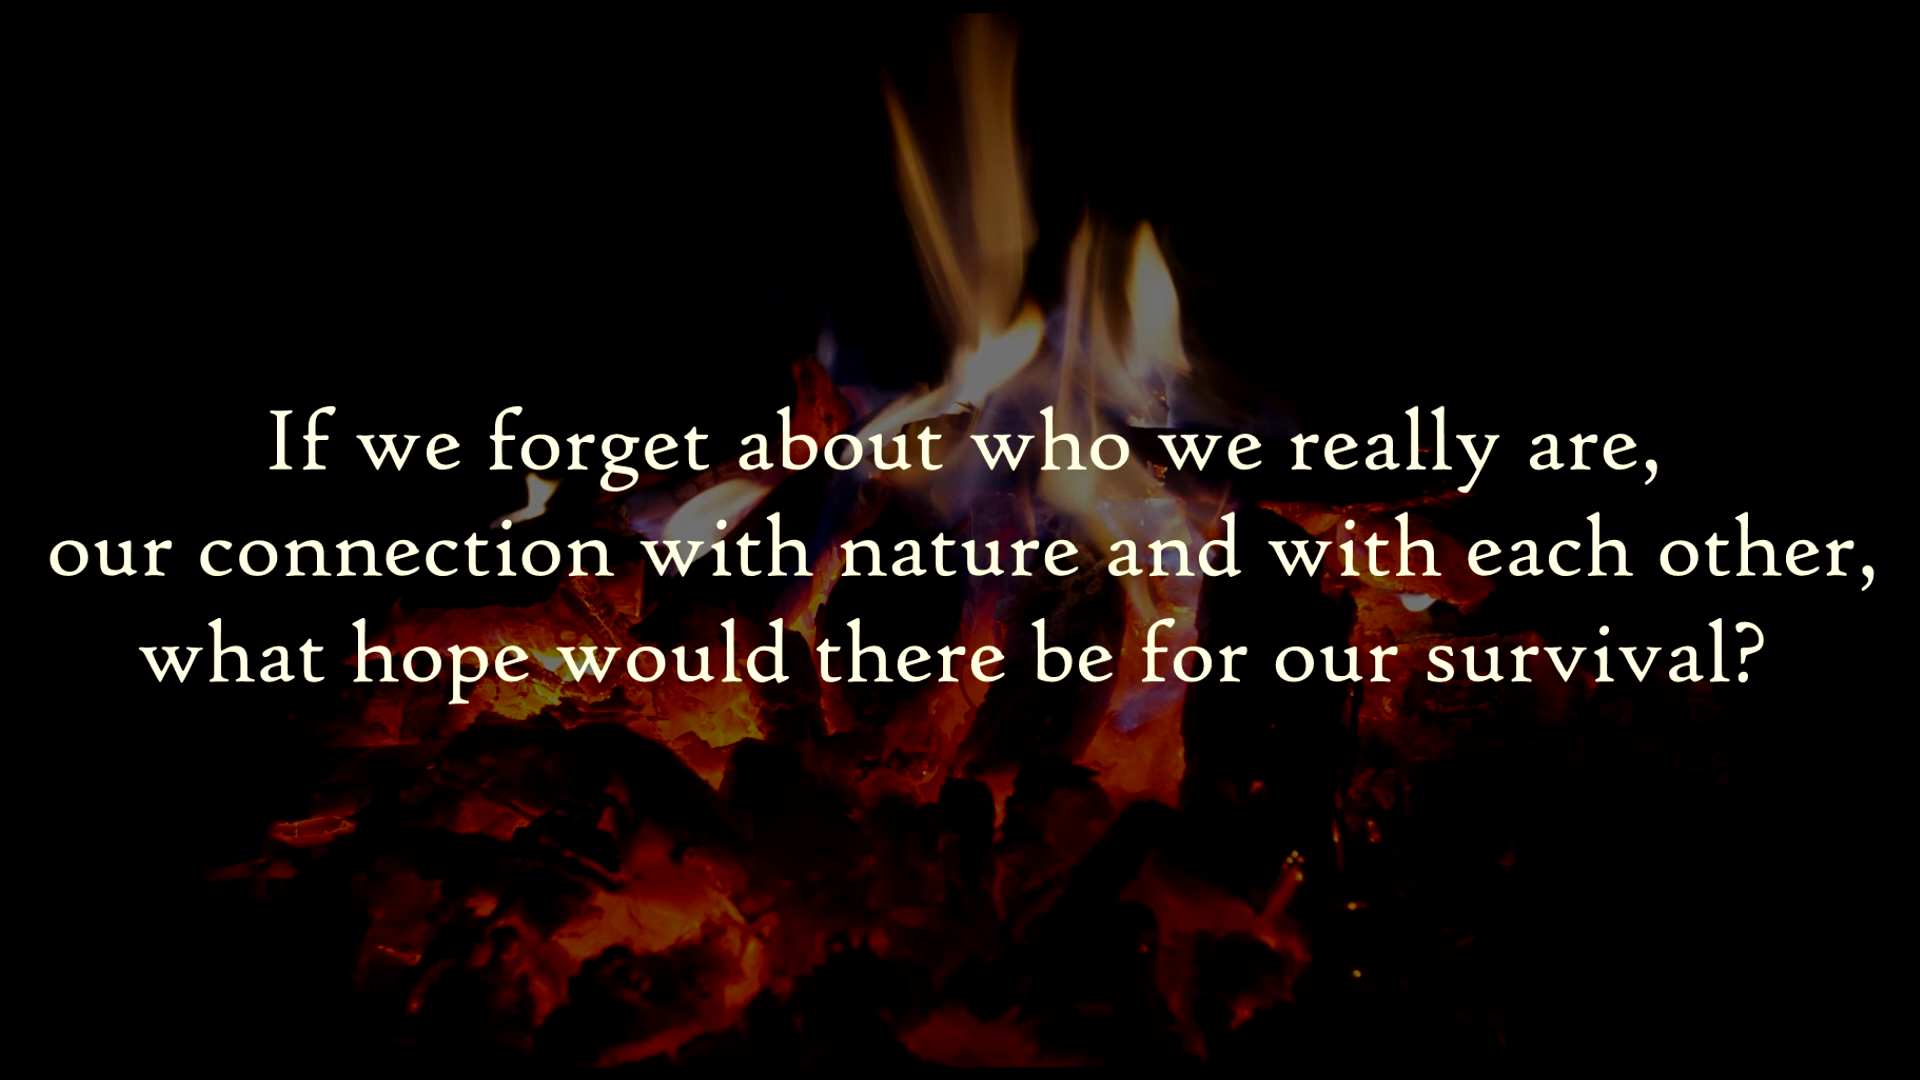 If we forget about who we really are,
our connection with nature and with each other,
what hope would there be for our survival?